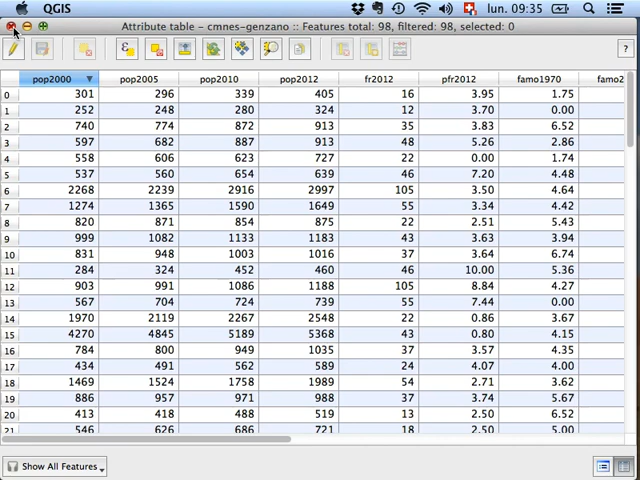 QGIS lun. 09:35
Attribute table - cmnes-genzano :: Features total: 98, filtered: 98, selected: 0
?
pop2000 pop2005 pop2010 pop2012 fr2012 pfr2012 famo1970 famo2
0 301 296 339 405 16 3.95 1.75
1 252 248 280 324 12 3.70 0.00
2 740 774 872 913 35 3.83 6.52
3 597 682 887 913 48 5.26 2.86
4 558 606 623 727 22 0.00 1.74
5 537 560 654 654 46 7.20 4.48
6 2268 2239 2916 2997 105 3.50 4.64
7 1274 1365 1590 1649 55 3.34 4.42
8 820 871 854 875 22 2.51 5.43
9 999 1082 1133 1183 43 3.63 3.94
10 831 948 1003 1016 37 3.64 6.74
11 284 324 452 460 46 10.00 5.36
12 903 991 1086 1188 105 8.84 4.27
13 567 704 724 739 55 7.44 0.00
14 1970 2119 2267 2548 22 0.86 3.67
15 4270 4845 5189 5368 43 0.80 4.15
16 784 800 949 1035 37 3.57 4.35
17 434 491 562 589 24 4.07 4.00
18 1469 1524 1758 1989 54 2.71 3.62
19 886 957 971 988 37 3.74 5.67
20 413 418 488 519 13 2.50 6.52
21 546 626 686 721 18 2.50 5.00
Show All Features